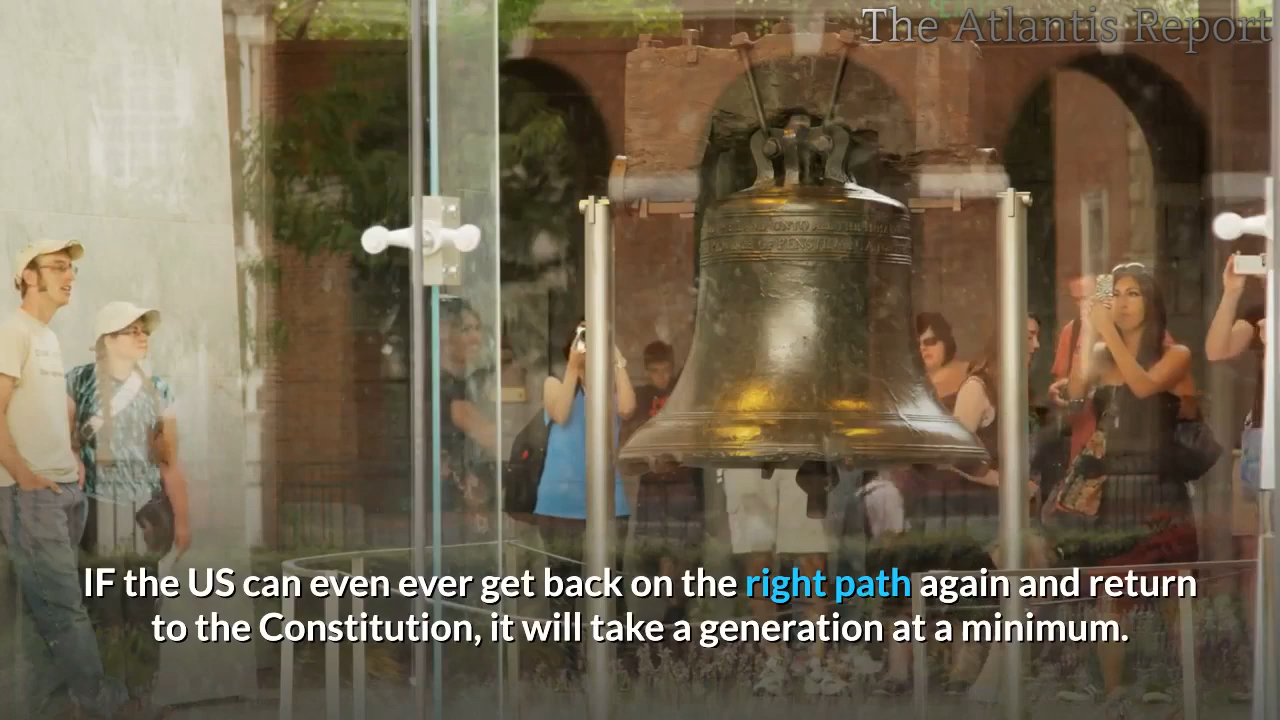 The Atlantis Report
IF the US can even ever get back on the right path again and return
to the Constitution, it will take a generation at a minimum.